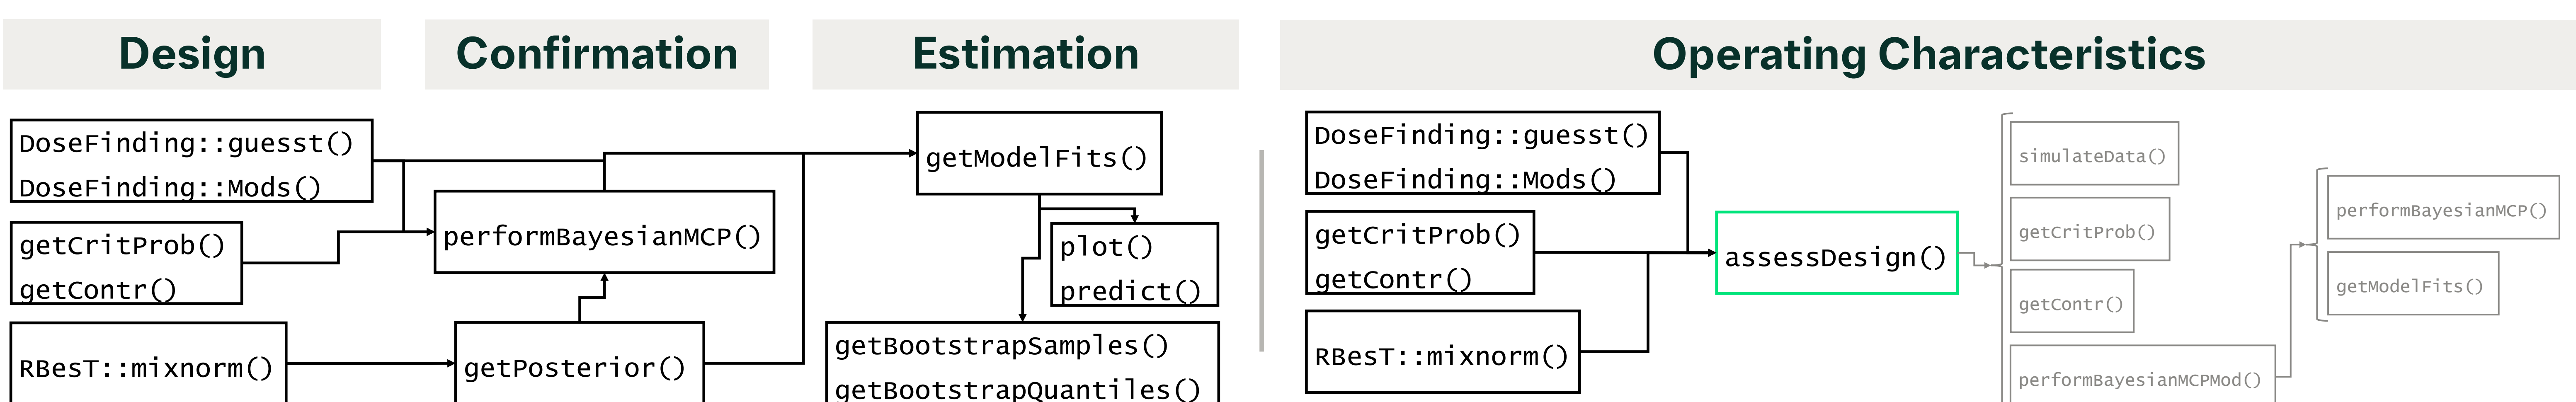 Design
Confirmation
Estimation
Operating Characteristics
DoseFinding::guesst()
DoseFinding::Mods()
getCritProb()
getContr()
RBesT::mixnorm()
performBayesianMCP()
getPosterior()
getModelFits()
plot()
predict()
getBootstrapSamples()
getBootstrapQuantiles()
DoseFinding::guesst()
DoseFinding::Mods()
getCritProb()
getContr()
RBesT::mixnorm()
assessDesign()
simulateData()
getCritProb()
getContr()
performBayesianMCPMod()
performBayesianMCP()
getModelFits()